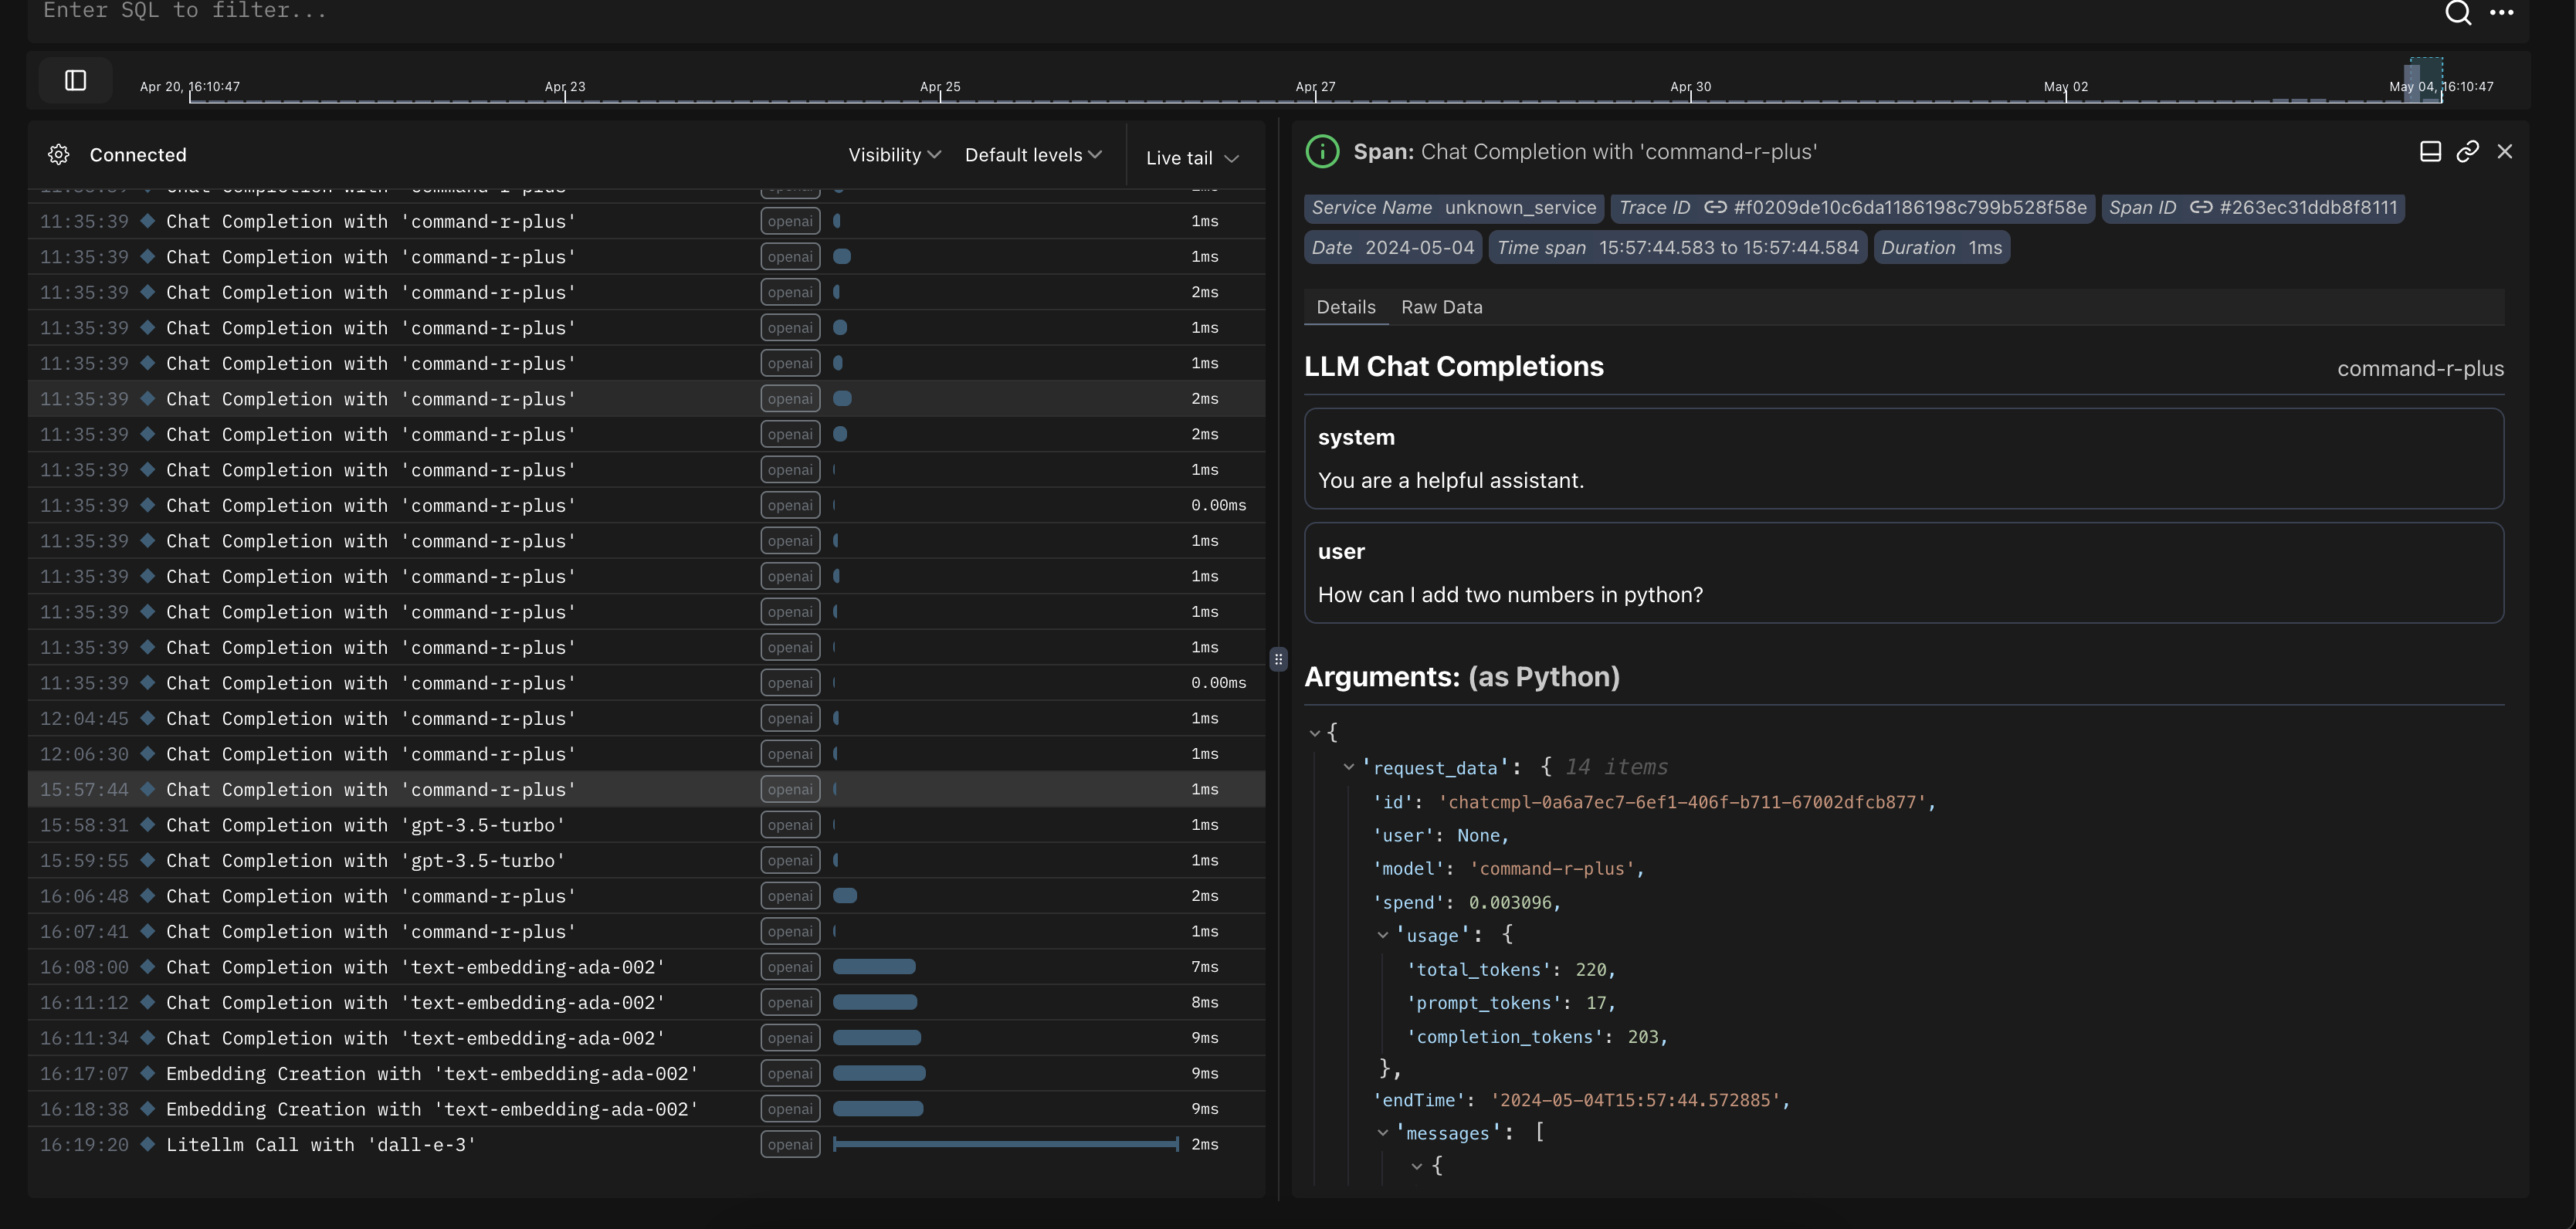 Enter SQL to filter...
Apr 20, 16:10:47 Apr 23 Apr 25 Apr 27 Apr 30 May 02 May 04, 16:10:47
Connected Visibility Default levels Live tail
11:35:39 Chat Completion with 'command-r-plus' openai 1ms
11:35:39 Chat Completion with 'command-r-plus' openai 1ms
11:35:39 Chat Completion with 'command-r-plus' openai 1ms
11:35:39 Chat Completion with 'command-r-plus' openai 2ms
11:35:39 Chat Completion with 'command-r-plus' openai 1ms
11:35:39 Chat Completion with 'command-r-plus' openai 1ms
11:35:39 Chat Completion with 'command-r-plus' openai 2ms
11:35:39 Chat Completion with 'command-r-plus' openai 2ms
11:35:39 Chat Completion with 'command-r-plus' openai 1ms
11:35:39 Chat Completion with 'command-r-plus' openai 0.00ms
11:35:39 Chat Completion with 'command-r-plus' openai 1ms
11:35:39 Chat Completion with 'command-r-plus' openai 1ms
11:35:39 Chat Completion with 'command-r-plus' openai 1ms
11:35:39 Chat Completion with 'command-r-plus' openai 1ms
11:35:39 Chat Completion with 'command-r-plus' openai 0.00ms
12:04:45 Chat Completion with 'command-r-plus' openai 1ms
12:06:30 Chat Completion with 'command-r-plus' openai 1ms
15:57:44 Chat Completion with 'command-r-plus' openai 1ms
15:58:31 Chat Completion with 'gpt-3.5-turbo' openai 1ms
15:59:55 Chat Completion with 'gpt-3.5-turbo' openai 1ms
16:06:48 Chat Completion with 'command-r-plus' openai 2ms
16:07:41 Chat Completion with 'command-r-plus' openai 1ms
16:08:00 Chat Completion with 'text-embedding-ada-002' openai 7ms
16:11:12 Chat Completion with 'text-embedding-ada-002' openai 8ms
16:11:34 Chat Completion with 'text-embedding-ada-002' openai 9ms
16:17:07 Embedding Creation with 'text-embedding-ada-002' openai 9ms
16:18:38 Embedding Creation with 'text-embedding-ada-002' openai 9ms
16:19:20 Litellm Call with 'dall-e-3' openai 2ms
Span: Chat Completion with 'command-r-plus'
Service Name unknown_service Trace ID #f0209de10c6da1186198c799b528f58e Span ID #263ec31ddb8f8111
Date 2024-05-04 Time span 15:57:44.583 to 15:57:44.584 Duration 1ms
Details Raw Data
LLM Chat Completions command-r-plus
system
You are a helpful assistant.
user
How can I add two numbers in python?
Arguments: (as Python)
{
'request_data': { 14 items
'id': 'chatcmpl-0a6a7ec7-6ef1-406f-b711-67002dfcb877',
'user': None,
'model': 'command-r-plus',
'spend': 0.003096,
'usage': {
'total_tokens': 220,
'prompt_tokens': 17,
'completion_tokens': 203,
},
'endTime': '2024-05-04T15:57:44.572885',
'messages': [
{